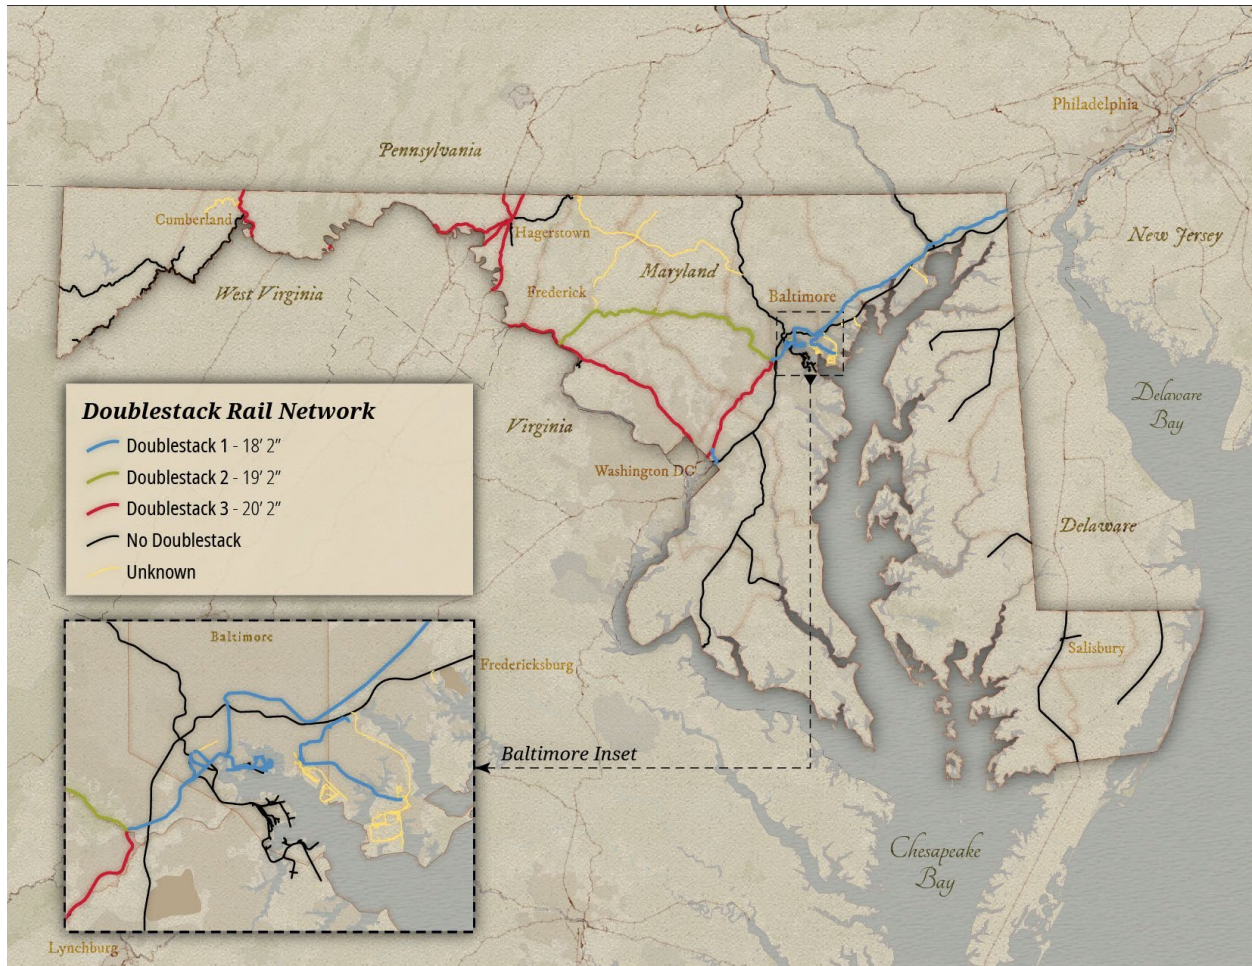 Philadelphia
Pennsylvania
Cumberland
Hagerstown
New Jersey
Maryland
West Virginia
Frederick
Baltimore
Delaware
Bay
Doublestack Rail Network
Doublestack 1 - 18' 2"
Doublestack 2 - 19' 2"
Doublestack 3 - 20' 2"
No Doublestack
Unknown
Virginia
Washington DC
Delaware
Baltimore
Fredericksburg
Salisbury
Baltimore Inset
Chesapeake
Bay
Lynchburg